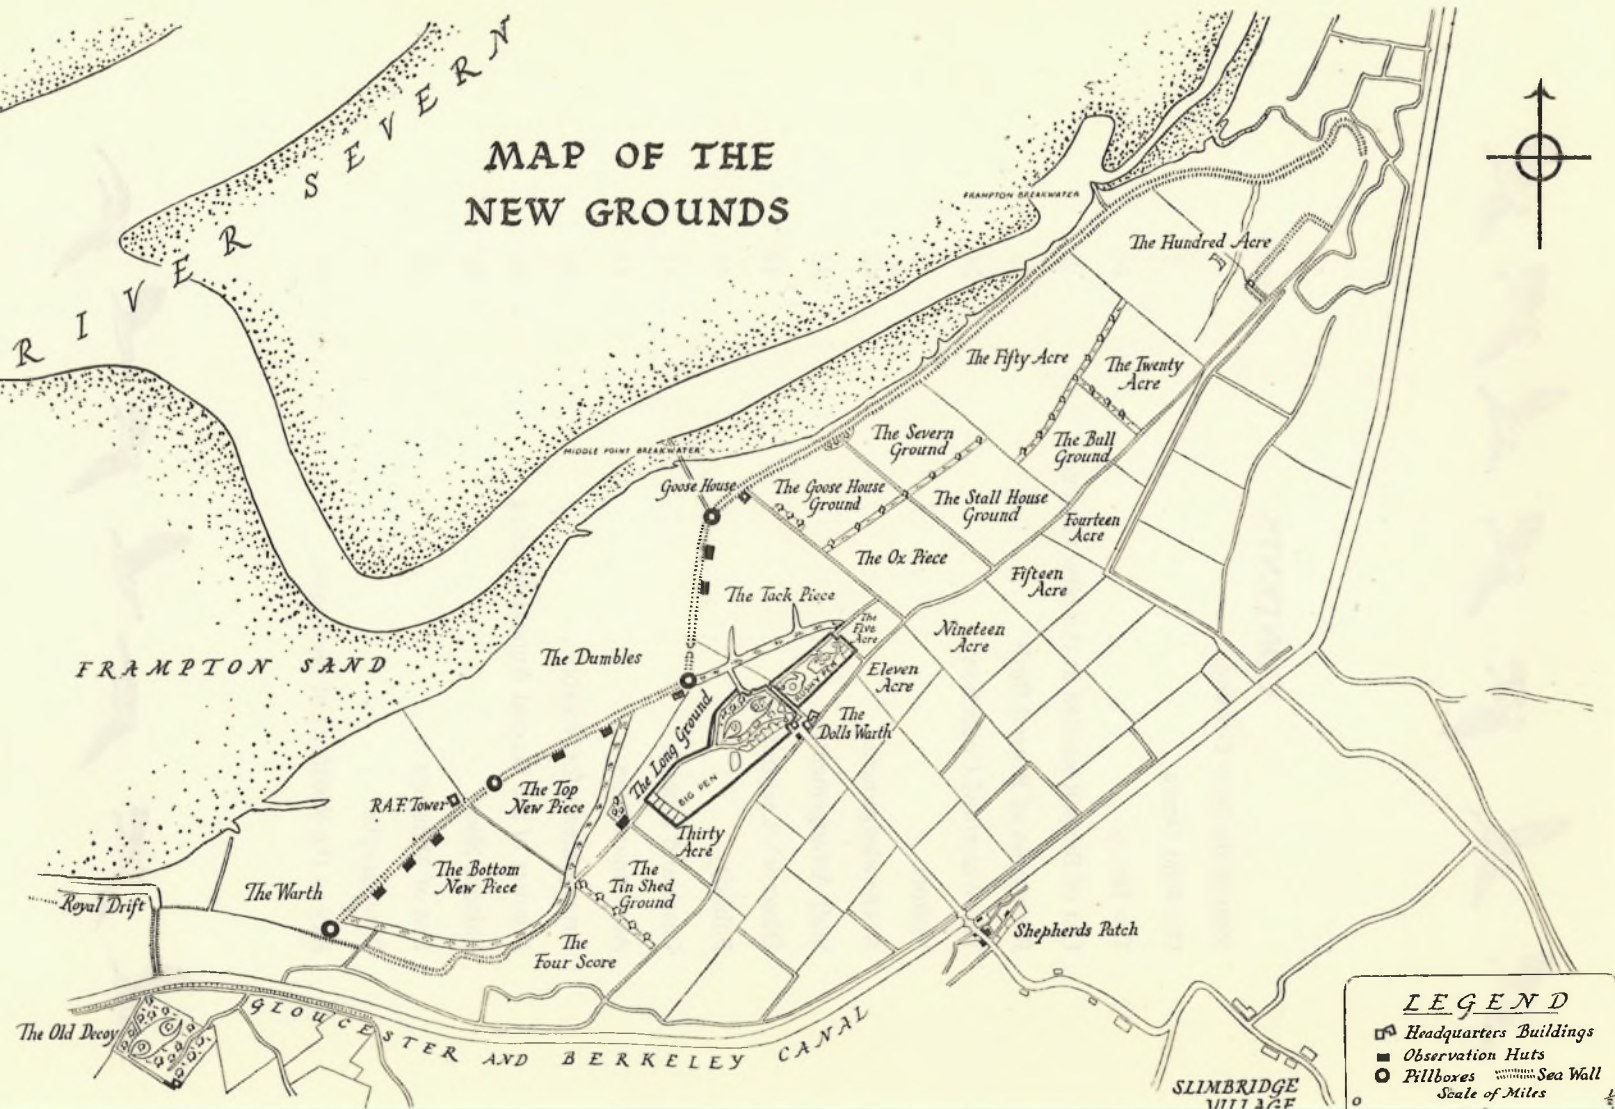 MAP OF THE
NEW GROUNDS
RIVER SEVERN
FRAMPTON BREAKWATER
The Hundred Acre
The Fifty Acre
The Twenty
Acre
The Severn
Ground
The Bull
Ground
MIDDLE POINT BREAKWATER
Goose House
The Goose House
Ground
The Stall House
Ground
Fourteen
Acre
The Ox Piece
Fifteen
Acre
The Tack Piece
The
Five
Acre
Nineteen
Acre
FRAMPTON SAND
The Dumbles
Eleven
Acre
RUSHY PEN
The Long Ground
The
Dolls Warth
BIG PEN
R.A.F. Tower
The Top
New Piece
Thirty
Acre
The Bottom
New Piece
The
Tin Shed
Ground
The Warth
Royal Drift
The
Four Score
Shepherds Patch
The Old Decoy
GLOUCESTER AND BERKELEY CANAL
SLIMBRIDGE
VILLAGE
LEGEND
Headquarters Buildings
Observation Huts
Pillboxes Sea Wall
Scale of Miles
0